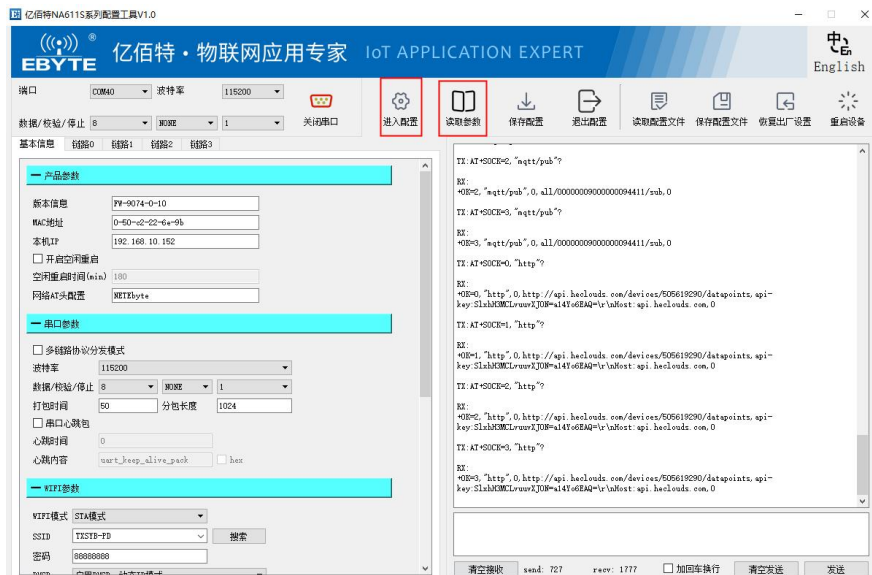 亿佰特NA611S系列配置工具V1.0
(((•))) ®
EBYTE 亿佰特·物联网应用专家 IoT APPLICATION EXPERT
中 En
English
端口 COM40 波特率 115200
数据/校验/停止 8 NONE 1
关闭串口 进入配置 读取参数 保存配置 退出配置 读取配置文件 保存配置文件 恢复出厂设置 重启设备
基本信息 链路0 链路1 链路2 链路3
产品参数
版本信息 FW-9074-0-10
MAC地址 0-50-c2-22-6e-9b
本机IP 192.168.10.152
开启空闲重启
空闲重启时间(min) 180
网络AT头配置 NETEbyte
串口参数
多链路协议分发模式
波特率 115200
数据/校验/停止 8 NONE 1
打包时间 50 分包长度 1024
串口心跳包
心跳时间 0
心跳内容 uart_keep_alive_pack hex
WIFI参数
WIFI模式 STA模式
SSID TXSYB-PD 搜索
密码 88888888
TX:AT+SOCK=2,"mqtt/pub"?
RX:
+OK=2,"mqtt/pub",0,all/00000009000000094411/sub,0
TX:AT+SOCK=3,"mqtt/pub"?
RX:
+OK=3,"mqtt/pub",0,all/00000009000000094411/sub,0
TX:AT+SOCK=0,"http"?
RX:
+OK=0,"http",0,http://api.heclouds.com/devices/505619290/datapoints,api-
key:SlxhM3MCLvuuvXJON=a14Yo6EAQ=\r\nHost:api.heclouds.com,0
TX:AT+SOCK=1,"http"?
RX:
+OK=1,"http",0,http://api.heclouds.com/devices/505619290/datapoints,api-
key:SlxhM3MCLvuuvXJON=a14Yo6EAQ=\r\nHost:api.heclouds.com,0
TX:AT+SOCK=2,"http"?
RX:
+OK=2,"http",0,http://api.heclouds.com/devices/505619290/datapoints,api-
key:SlxhM3MCLvuuvXJON=a14Yo6EAQ=\r\nHost:api.heclouds.com,0
TX:AT+SOCK=3,"http"?
RX:
+OK=3,"http",0,http://api.heclouds.com/devices/505619290/datapoints,api-
key:SlxhM3MCLvuuvXJON=a14Yo6EAQ=\r\nHost:api.heclouds.com,0
清空接收 send: 727 recv: 1777 加回车换行 清空发送 发送